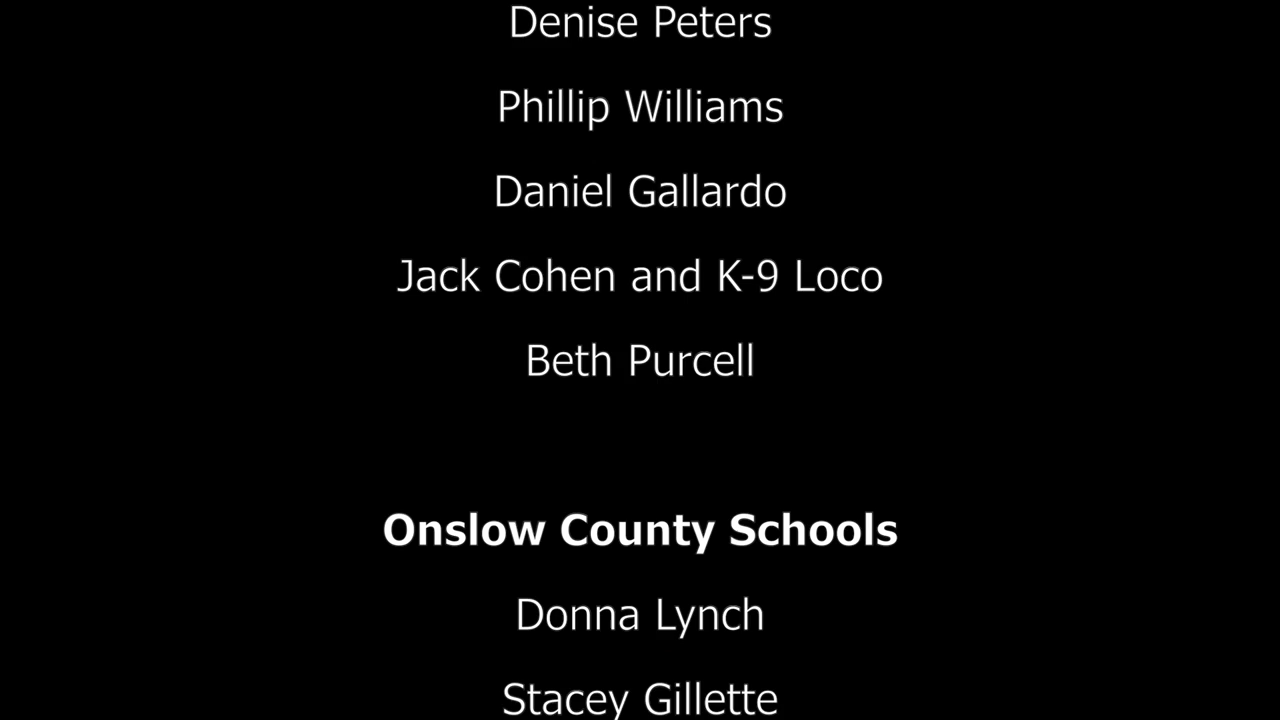 Denise Peters
Phillip Williams
Daniel Gallardo
Jack Cohen and K-9 Loco
Beth Purcell
Onslow County Schools
Donna Lynch
Stacey Gillette